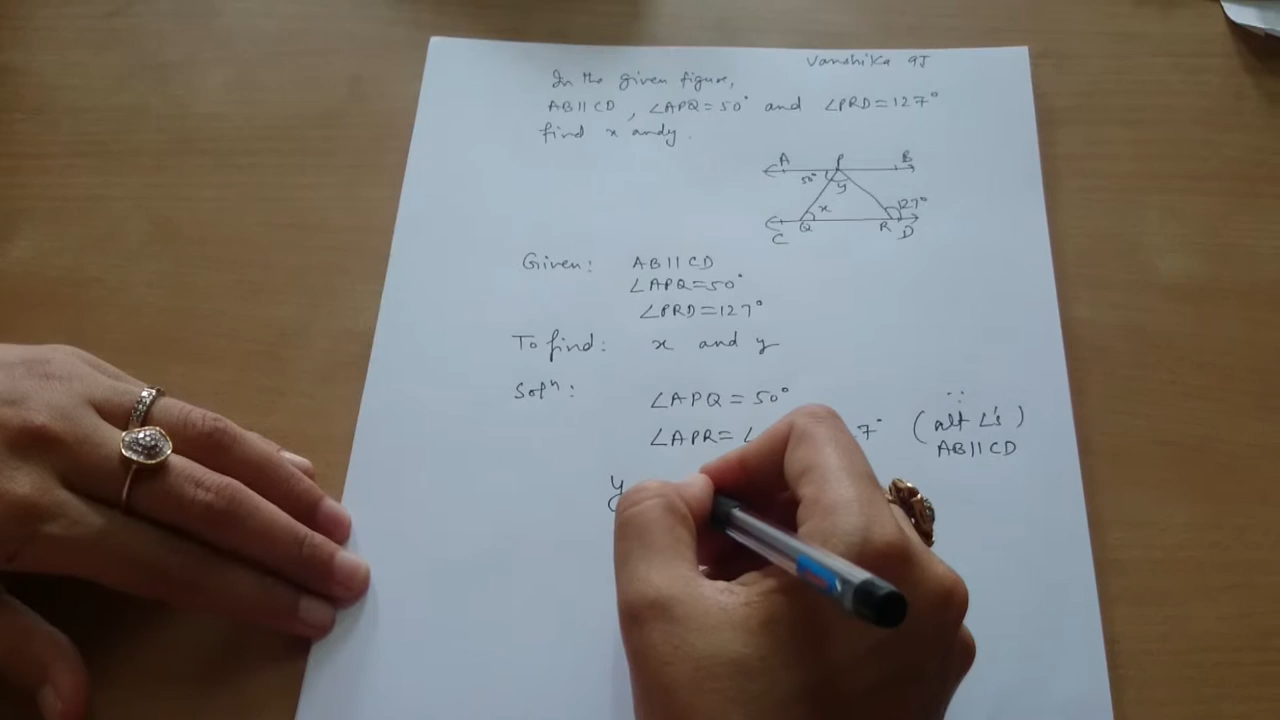 Vanshika 9J
In the given figure,
AB||CD, ∠APQ=50° and ∠PRD=127°
find x and y.
A P B
50° y
x 127°
C Q R D
Given: AB||CD
∠APQ=50°
∠PRD=127°
To find: x and y
Solⁿ: ∠APQ=50°
∠APR=∠ 7° (alt ∠'s)
∵ AB||CD
y